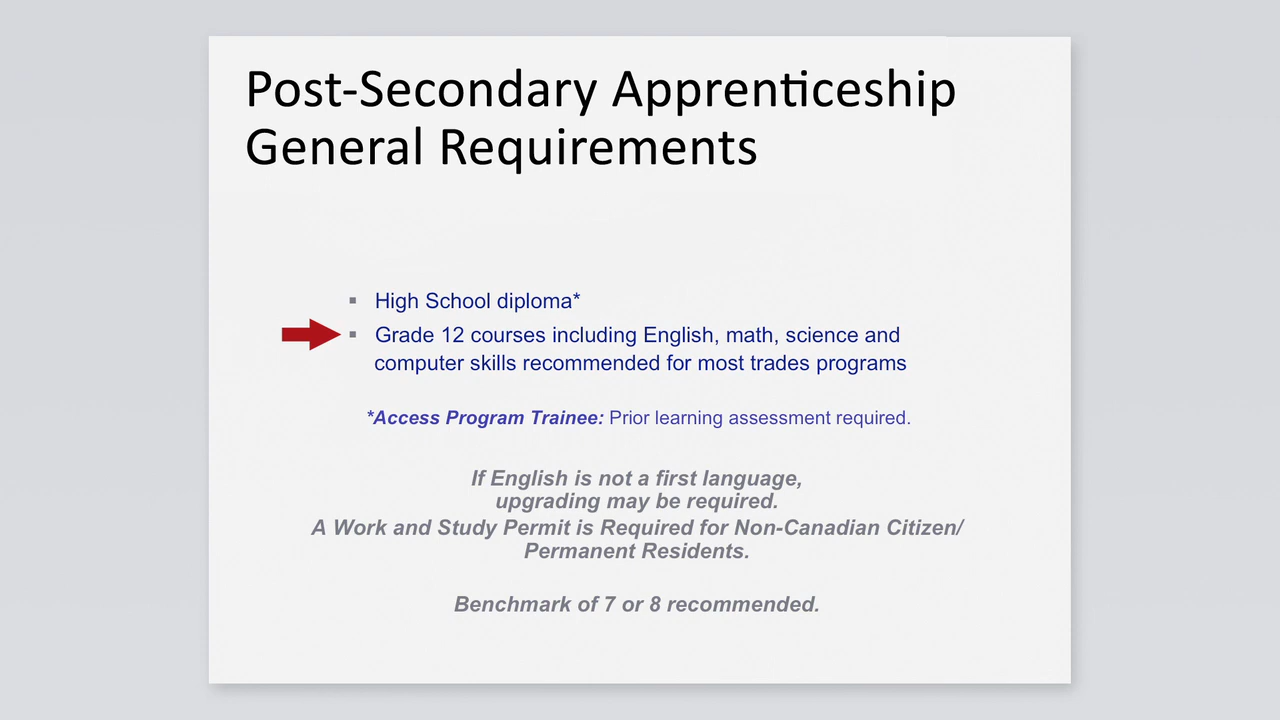 Post-Secondary Apprenticeship
General Requirements
▪ High School diploma*
▪ Grade 12 courses including English, math, science and
computer skills recommended for most trades programs
*Access Program Trainee: Prior learning assessment required.
If English is not a first language,
upgrading may be required.
A Work and Study Permit is Required for Non-Canadian Citizen/
Permanent Residents.
Benchmark of 7 or 8 recommended.